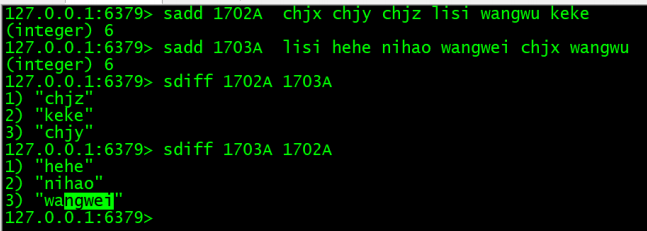 127.0.0.1:6379> sadd 1702A  chjx chjy chjz lisi wangwu keke
(integer) 6
127.0.0.1:6379> sadd 1703A  lisi hehe nihao wangwei chjx wangwu
(integer) 6
127.0.0.1:6379> sdiff 1702A 1703A
1) "chjz"
2) "keke"
3) "chjy"
127.0.0.1:6379> sdiff 1703A 1702A
1) "hehe"
2) "nihao"
3) "wangwei"
127.0.0.1:6379>